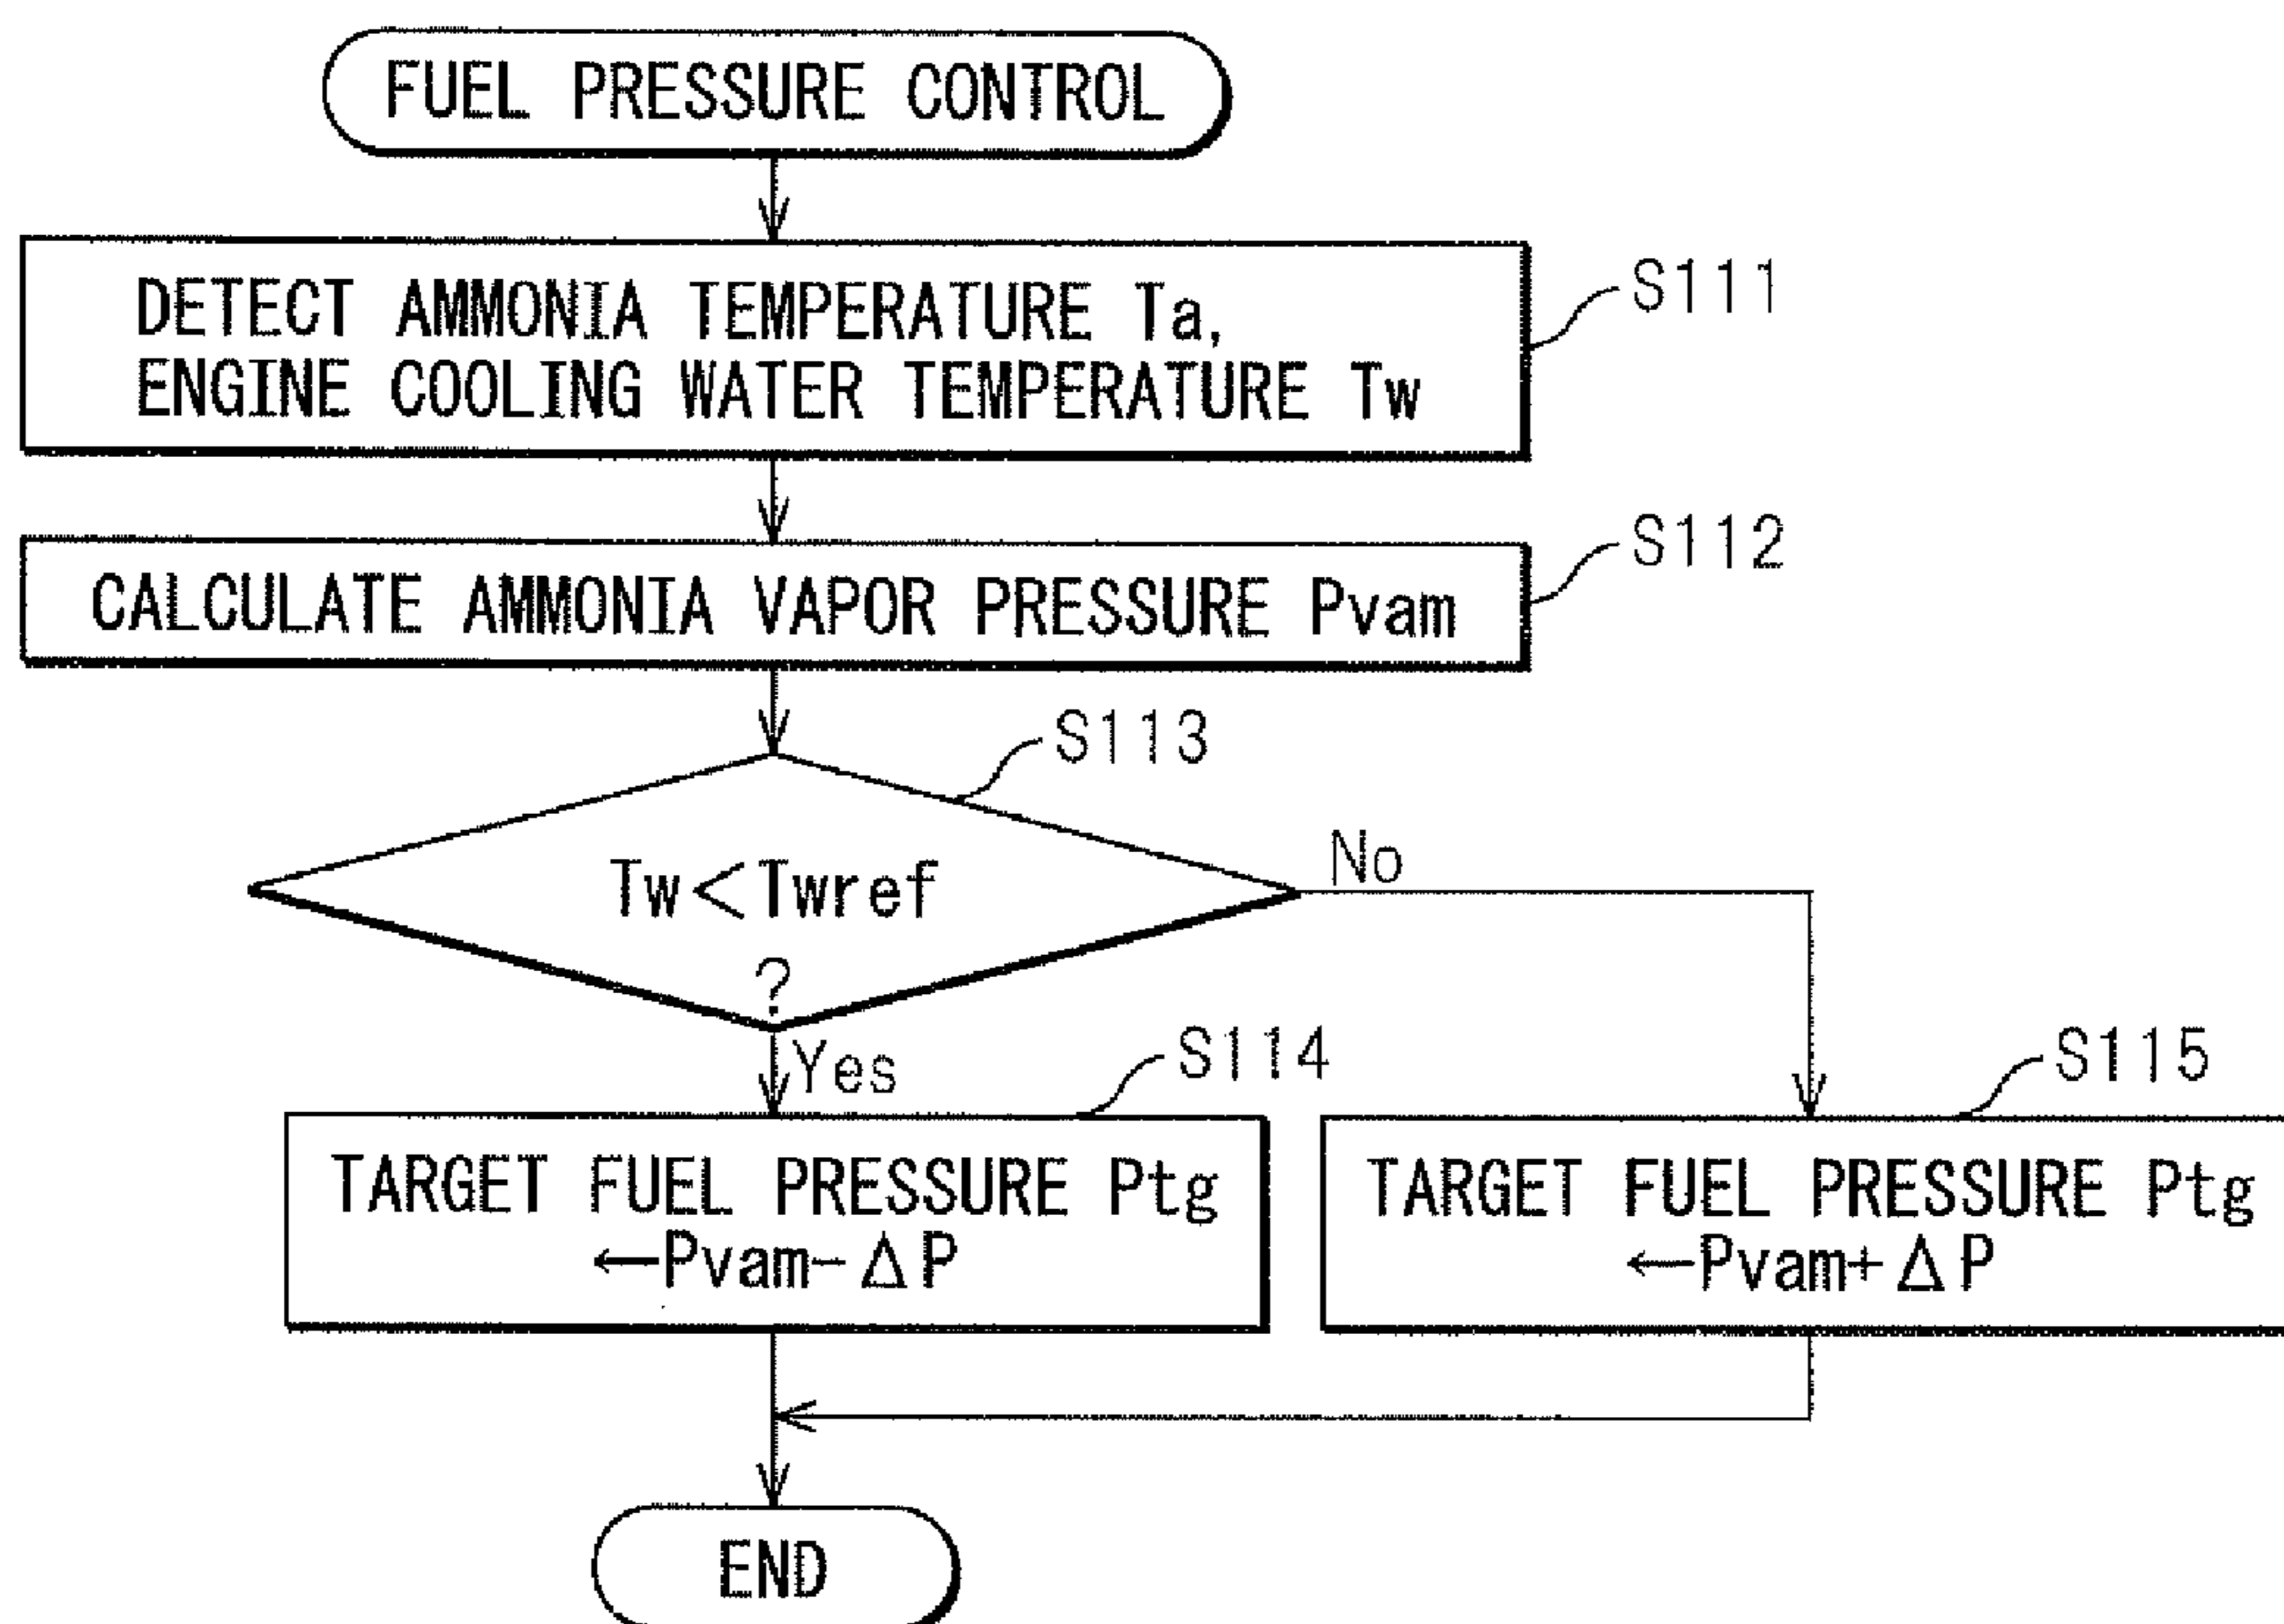 FUEL PRESSURE CONTROL
DETECT AMMONIA TEMPERATURE Ta,
ENGINE COOLING WATER TEMPERATURE Tw
S111
CALCULATE AMMONIA VAPOR PRESSURE Pvam
S112
S113
Tw<Twref
?
No
Yes
S114
TARGET FUEL PRESSURE Ptg
←Pvam-ΔP
S115
TARGET FUEL PRESSURE Ptg
←Pvam+ΔP
END